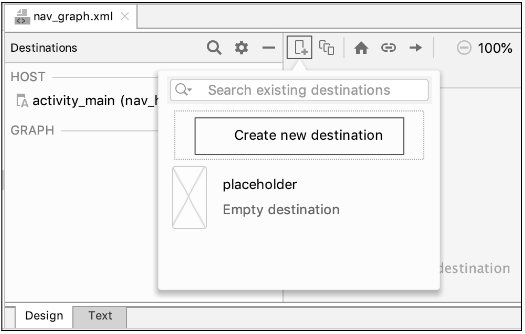 nav_graph.xml
Destinations
100%
HOST
activity_main (nav_h
GRAPH
Search existing destinations
Create new destination
placeholder
Empty destination
destination
Design
Text